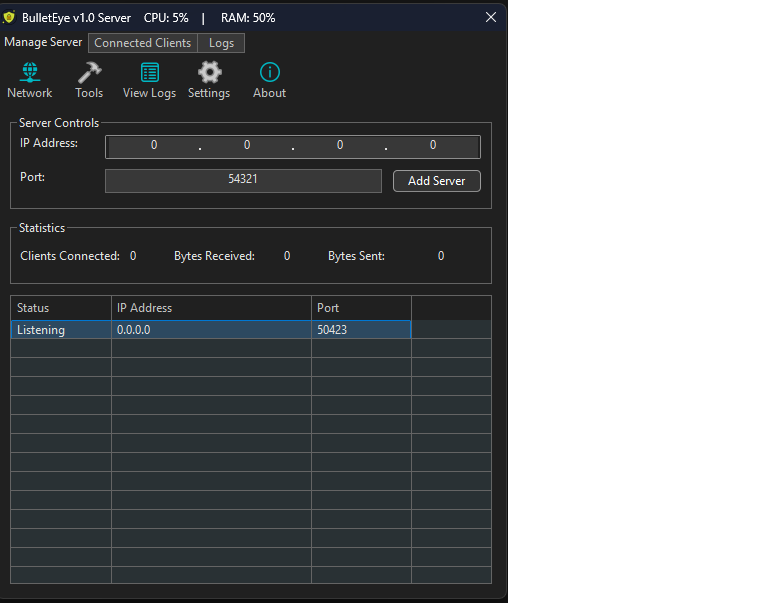 BulletEye v1.0 Server CPU: 5% | RAM: 50%
Manage Server Connected Clients Logs
Network Tools View Logs Settings About
Server Controls
IP Address: 0 . 0 . 0 . 0
Port: 54321 Add Server
Statistics
Clients Connected: 0 Bytes Received: 0 Bytes Sent: 0
Status IP Address Port
Listening 0.0.0.0 50423